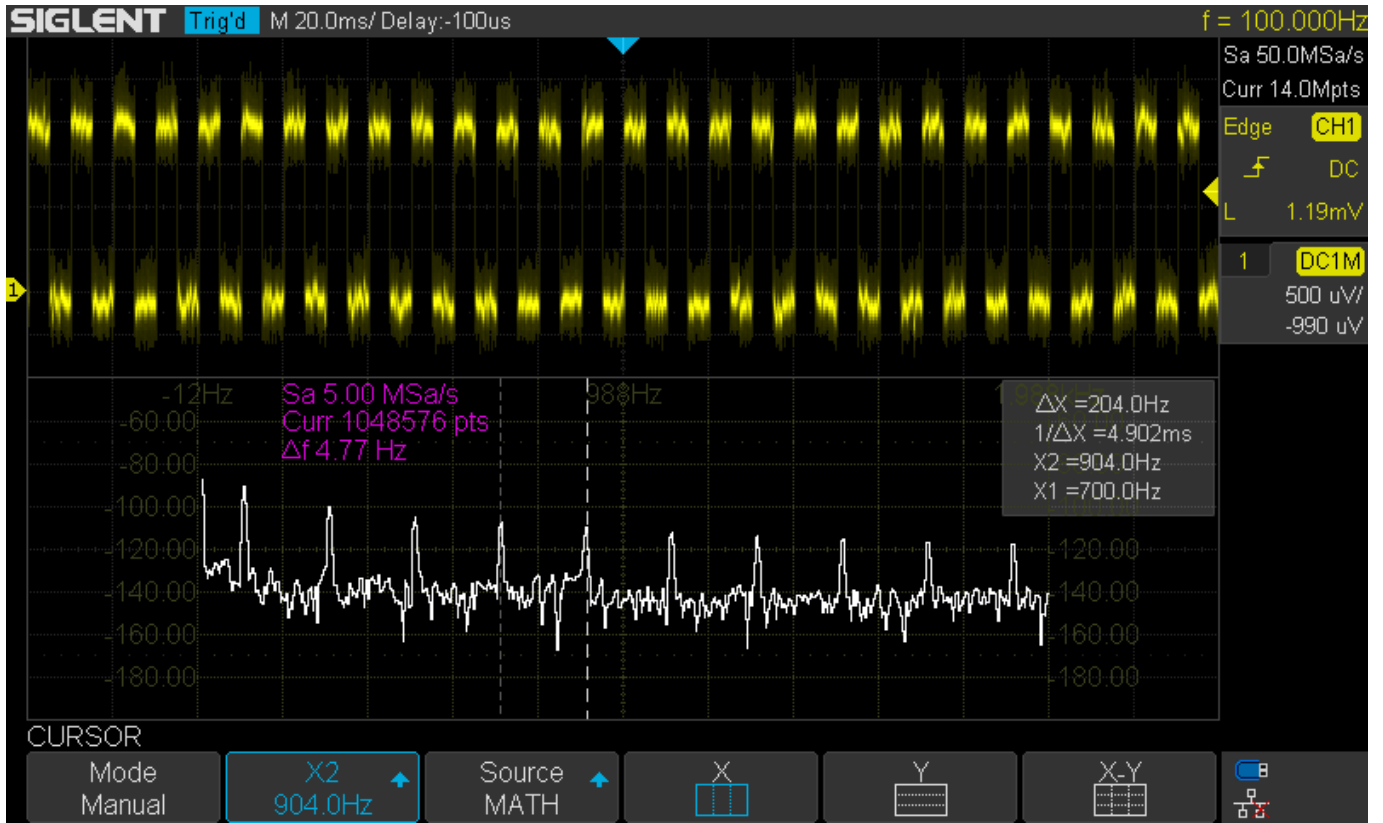 SIGLENT Trig'd M 20.0ms/ Delay:-100us f = 100.000Hz
Sa 50.0MSa/s
Curr 14.0Mpts
Edge CH1
DC
L 1.19mV
1 DC1M
500 uV/
-990 uV
1
-12Hz 988Hz 1.988kHz
Sa 5.00 MSa/s
Curr 1048576 pts
Δf 4.77 Hz
ΔX =204.0Hz
1/ΔX =4.902ms
X2 =904.0Hz
X1 =700.0Hz
-60.00
-80.00
-100.00 -100.00
-120.00 -120.00
-140.00 -140.00
-160.00 -160.00
-180.00 -180.00
CURSOR
Mode X2 Source X Y X-Y
Manual 904.0Hz MATH